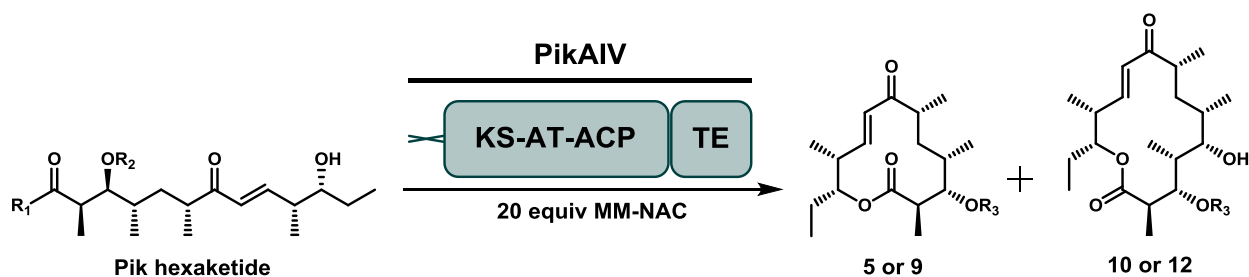 PikAIV
KS-AT-ACP TE
20 equiv MM-NAC
O OR₂ O OH
R₁
Pik hexaketide
O
O
O OR₃
5 or 9
+
O
OH
O
O OR₃
10 or 12